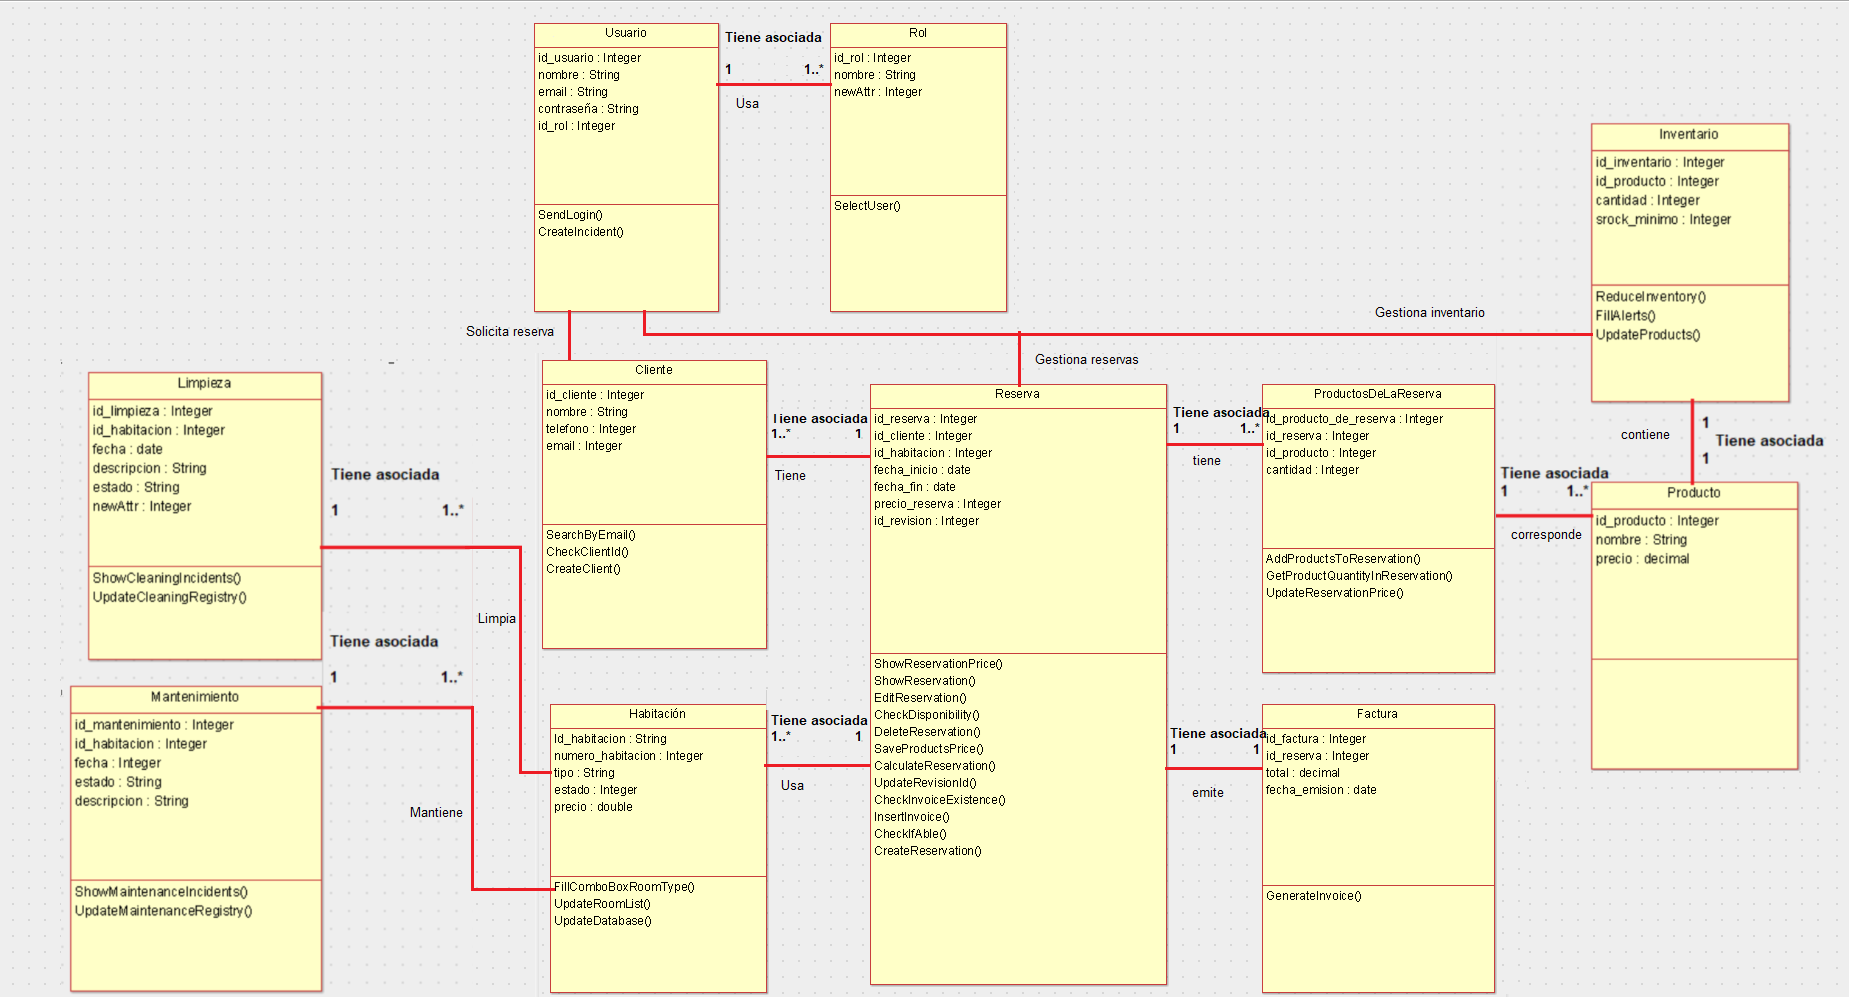 Usuario
id_usuario : Integer
nombre : String
email : String
contraseña : String
id_rol : Integer
SendLogin()
CreateIncident()
Tiene asociada
1 1..*
Usa
Rol
id_rol : Integer
nombre : String
newAttr : Integer
SelectUser()
Inventario
id_inventario : Integer
id_producto : Integer
cantidad : Integer
srock_minimo : Integer
ReduceInventory()
FillAlerts()
UpdateProducts()
Gestiona inventario
Solicita reserva
Gestiona reservas
Limpieza
id_limpieza : Integer
id_habitacion : Integer
fecha : date
descripcion : String
estado : String
newAttr : Integer
ShowCleaningIncidents()
UpdateCleaningRegistry()
Tiene asociada
1 1..*
Limpia
Cliente
id_cliente : Integer
nombre : String
telefono : Integer
email : Integer
SearchByEmail()
CheckClientId()
CreateClient()
Tiene asociada
1..* 1
Tiene
Reserva
id_reserva : Integer
id_cliente : Integer
id_habitacion : Integer
fecha_inicio : date
fecha_fin : date
precio_reserva : Integer
id_revision : Integer
ShowReservationPrice()
ShowReservation()
EditReservation()
CheckDisponibility()
DeleteReservation()
SaveProductsPrice()
CalculateReservation()
UpdateRevisionId()
CheckInvoiceExistence()
InsertInvoice()
CheckIfAble()
CreateReservation()
Tiene asociada
1 1..*
tiene
ProductosDeLaReserva
id_producto_de_reserva : Integer
id_reserva : Integer
id_producto : Integer
cantidad : Integer
AddProductsToReservation()
GetProductQuantityInReservation()
UpdateReservationPrice()
contiene
1
Tiene asociada
1
Tiene asociada
1 1..*
corresponde
Producto
id_producto : Integer
nombre : String
precio : decimal
Tiene asociada
1 1..*
Mantiene
Mantenimiento
id_mantenimiento : Integer
id_habitacion : Integer
fecha : Integer
estado : String
descripcion : String
ShowMaintenanceIncidents()
UpdateMaintenanceRegistry()
Habitación
Id_habitacion : String
numero_habitacion : Integer
tipo : String
estado : Integer
precio : double
FillComboBoxRoomType()
UpdateRoomList()
UpdateDatabase()
Tiene asociada
1..* 1
Usa
Tiene asociada
1 1
emite
Factura
id_factura : Integer
id_reserva : Integer
total : decimal
fecha_emision : date
GenerateInvoice()